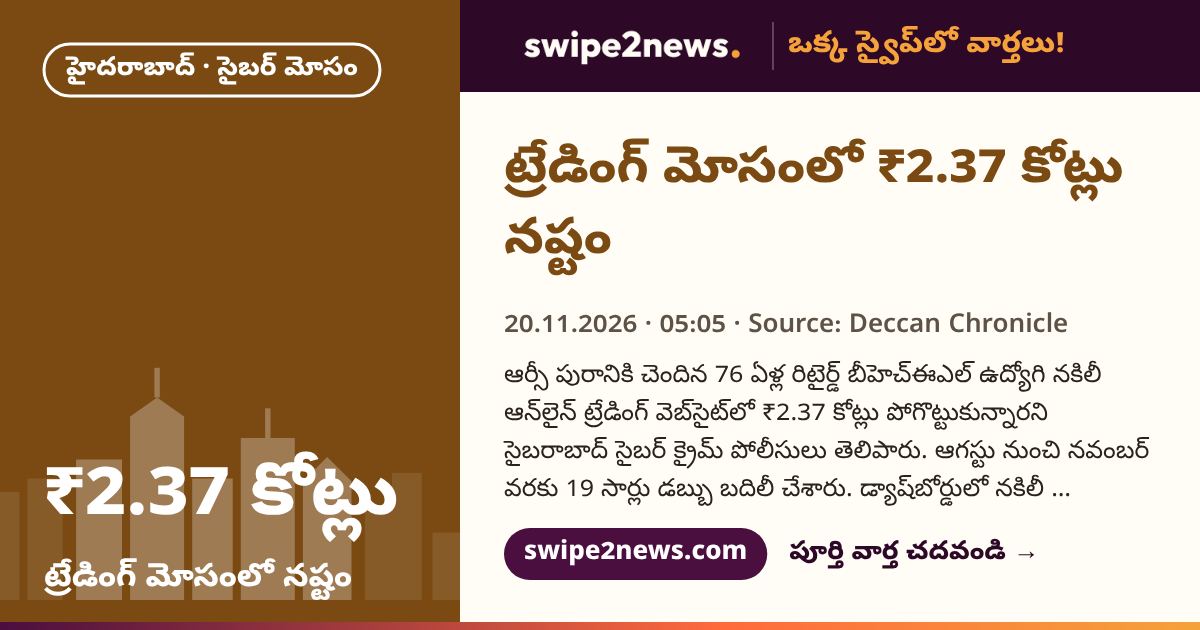 హైదరాబాద్ · సైబర్ మోసం
₹2.37 కోట్లు
ట్రేడింగ్ మోసంలో నష్టం
swipe2news.
ఒక్క స్వైప్‌లో వార్తలు!
ట్రేడింగ్ మోసంలో ₹2.37 కోట్లు
నష్టం
20.11.2026 · 05:05 · Source: Deccan Chronicle
ఆర్సీ పురానికి చెందిన 76 ఏళ్ల రిటైర్డ్ బీహెచ్ఈఎల్ ఉద్యోగి నకిలీ
ఆన్‌లైన్ ట్రేడింగ్ వెబ్‌సైట్‌లో ₹2.37 కోట్లు పోగొట్టుకున్నారని
సైబరాబాద్ సైబర్ క్రైమ్ పోలీసులు తెలిపారు. ఆగస్టు నుంచి నవంబర్
వరకు 19 సార్లు డబ్బు బదిలీ చేశారు. డ్యాష్‌బోర్డులో నకిలీ ...
swipe2news.com
పూర్తి వార్త చదవండి →